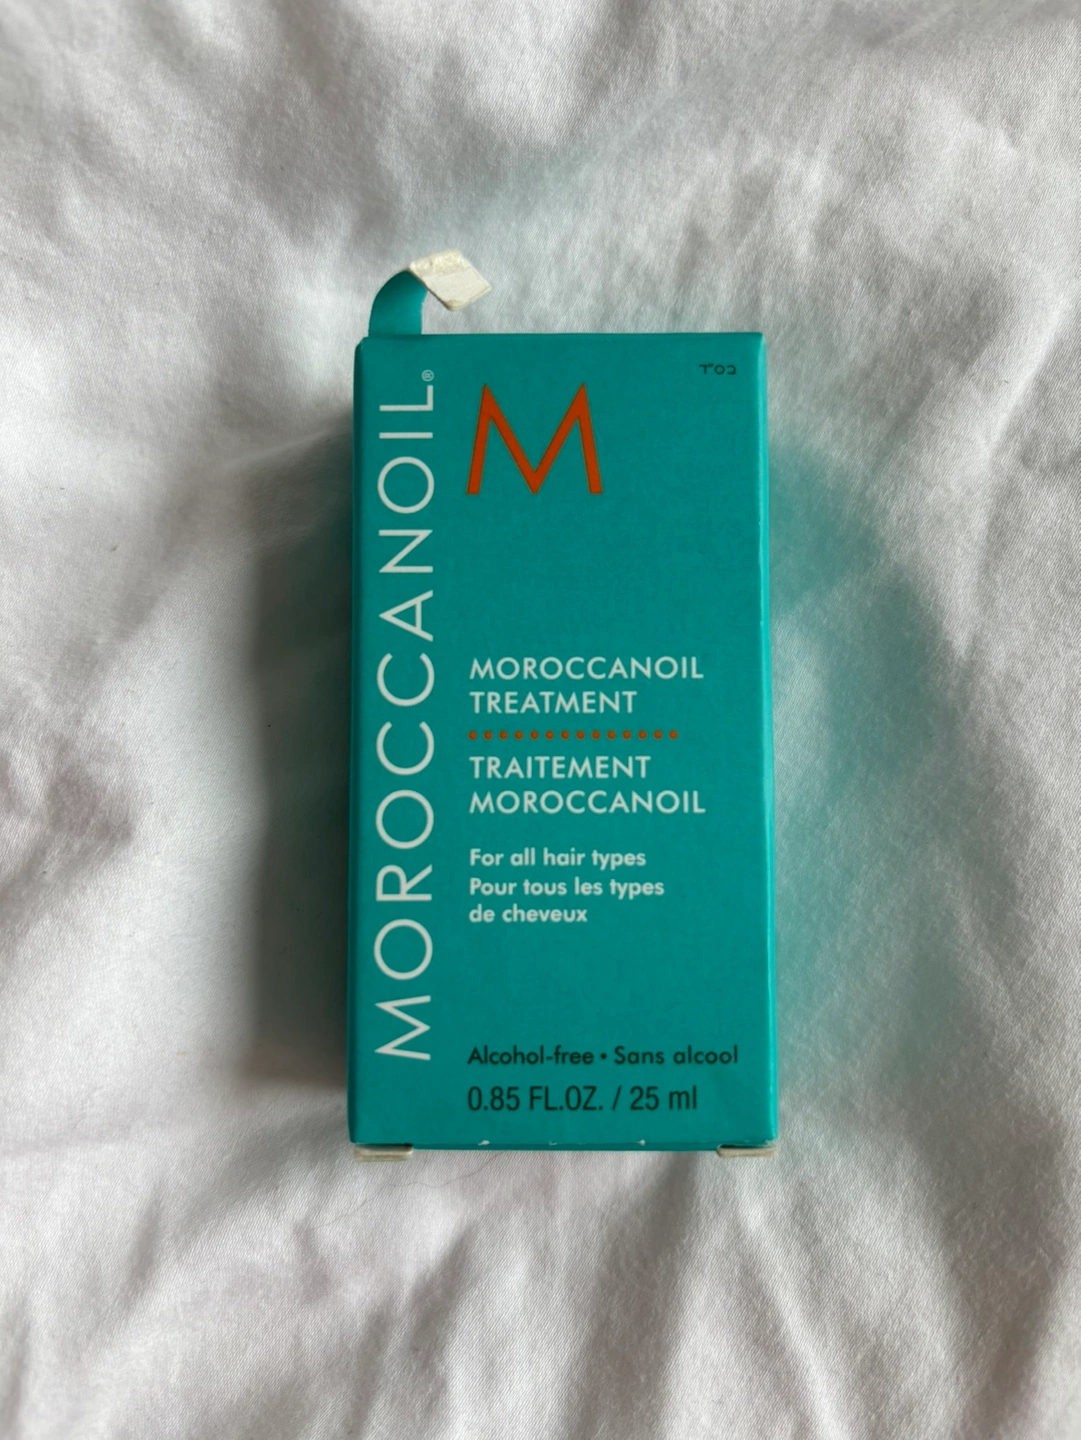 MOROCCANOIL®
M
MOROCCANOIL
TREATMENT
TRAITEMENT
MOROCCANOIL
For all hair types
Pour tous les types
de cheveux
Alcohol-free • Sans alcool
0.85 FL.OZ. / 25 ml